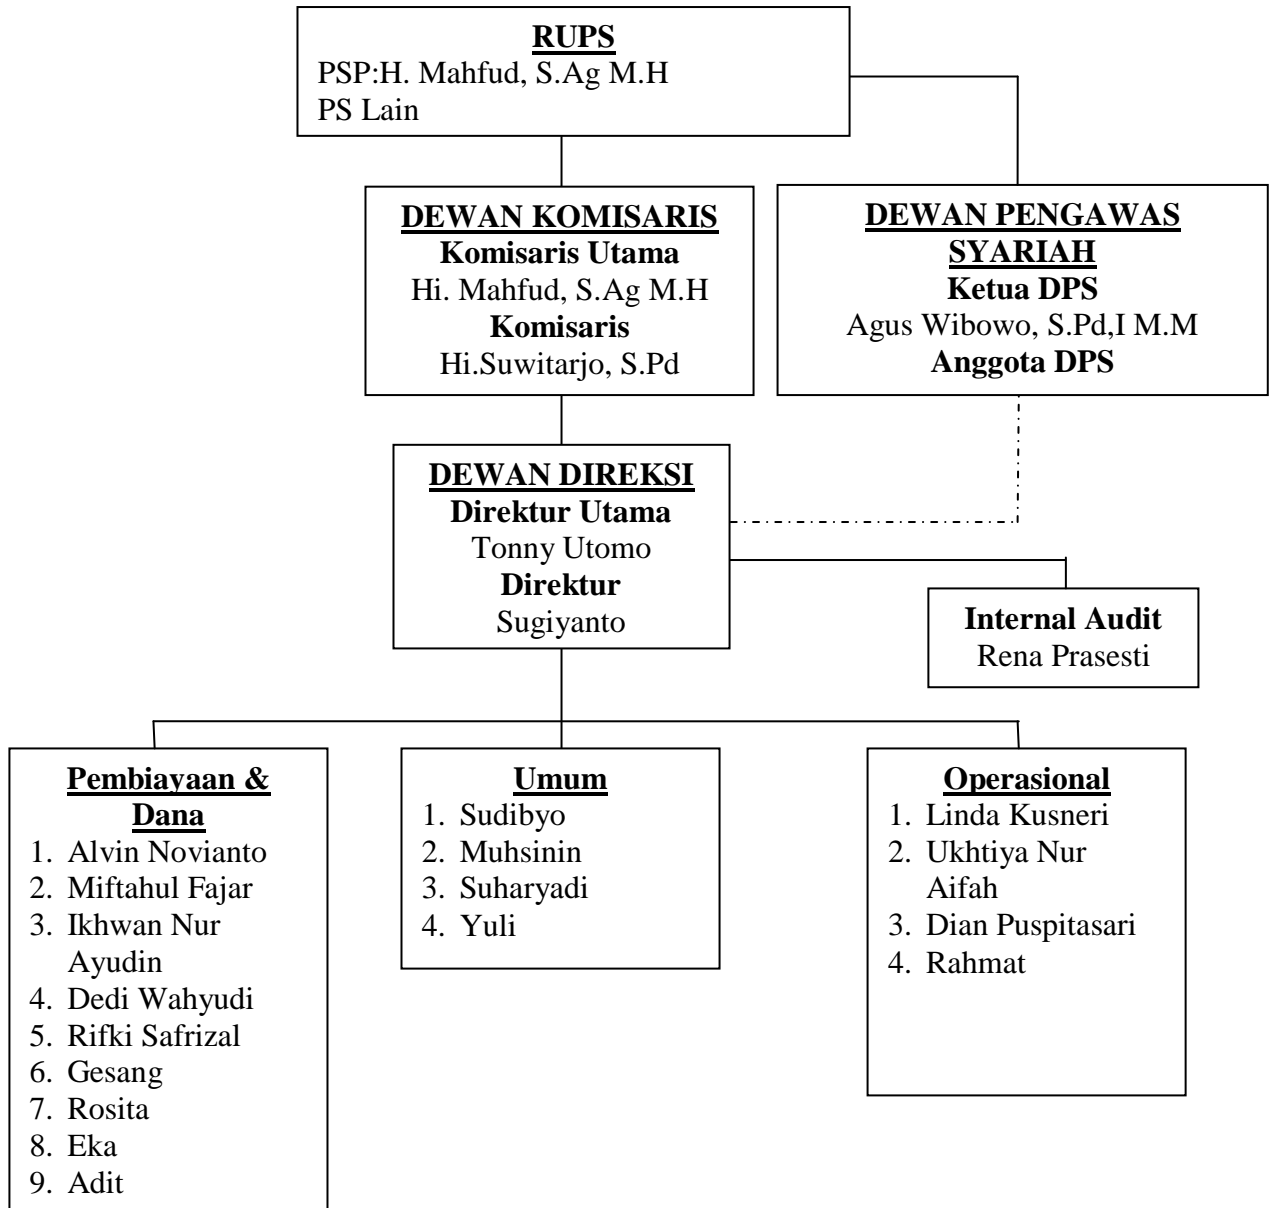 RUPS
PSP:H. Mahfud, S.Ag M.H
PS Lain
DEWAN KOMISARIS
Komisaris Utama
Hi. Mahfud, S.Ag M.H
Komisaris
Hi.Suwitarjo, S.Pd
DEWAN PENGAWAS
SYARIAH
Ketua DPS
Agus Wibowo, S.Pd,I M.M
Anggota DPS
DEWAN DIREKSI
Direktur Utama
Tonny Utomo
Direktur
Sugiyanto
Internal Audit
Rena Prasesti
Pembiayaan &
Dana
1. Alvin Novianto
2. Miftahul Fajar
3. Ikhwan Nur
Ayudin
4. Dedi Wahyudi
5. Rifki Safrizal
6. Gesang
7. Rosita
8. Eka
9. Adit
Umum
1. Sudibyo
2. Muhsinin
3. Suharyadi
4. Yuli
Operasional
1. Linda Kusneri
2. Ukhtiya Nur
Aifah
3. Dian Puspitasari
4. Rahmat